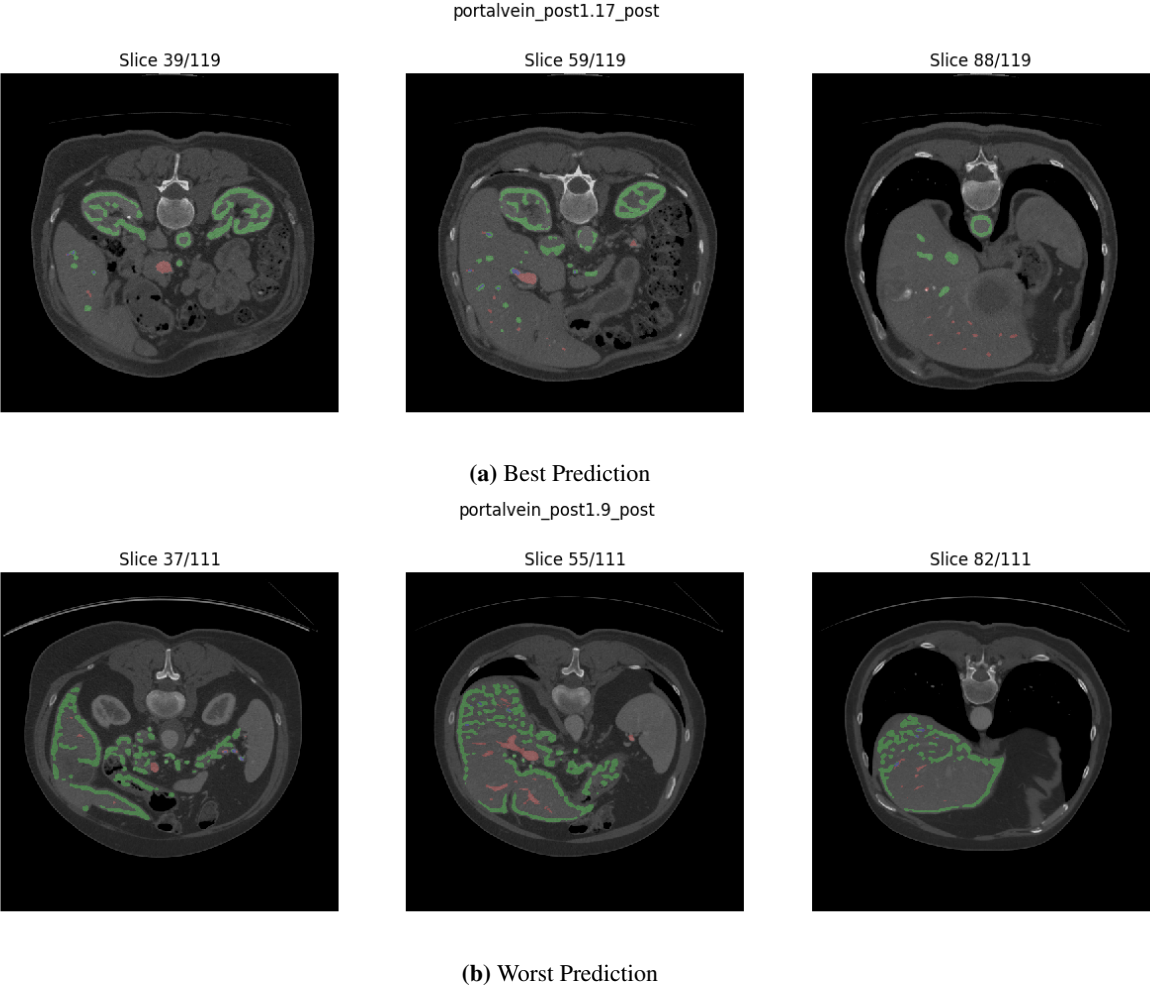 portalvein_post1.17_post
Slice 39/119
Slice 59/119
Slice 88/119
(a) Best Prediction
portalvein_post1.9_post
Slice 37/111
Slice 55/111
Slice 82/111
(b) Worst Prediction